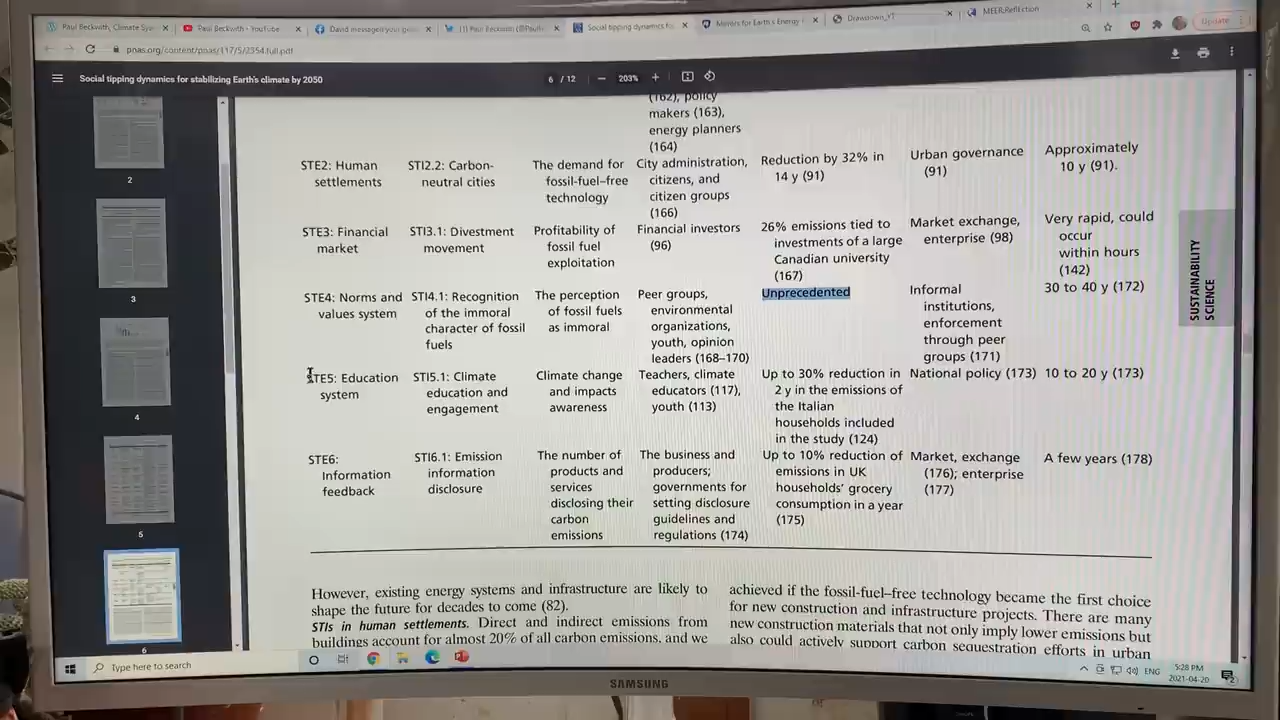 Paul Beckwith, Climate Sys
Paul Beckwith - YouTube
David messaged you
(1) Paul Beckwith
Social tipping dynamics fo
Mirrors for Earth's Energy
Drawdown_YT
MEER:ReflEction
pnas.org/content/pnas/117/5/2354.full.pdf
Update
Social tipping dynamics for stabilizing Earth's climate by 2050
6 / 12
203%
2
3
4
5
6
(162), policy
makers (163),
energy planners
(164)
STE2: Human
settlements
STI2.2: Carbon-
neutral cities
The demand for
fossil-fuel–free
technology
City administration,
citizens, and
citizen groups
(166)
Reduction by 32% in
14 y (91)
Urban governance
(91)
Approximately
10 y (91).
STE3: Financial
market
STI3.1: Divestment
movement
Profitability of
fossil fuel
exploitation
Financial investors
(96)
26% emissions tied to
investments of a large
Canadian university
(167)
Market exchange,
enterprise (98)
Very rapid, could
occur
within hours
(142)
STE4: Norms and
values system
STI4.1: Recognition
of the immoral
character of fossil
fuels
The perception
of fossil fuels
as immoral
Peer groups,
environmental
organizations,
youth, opinion
leaders (168–170)
Unprecedented
Informal
institutions,
enforcement
through peer
groups (171)
30 to 40 y (172)
STE5: Education
system
STI5.1: Climate
education and
engagement
Climate change
and impacts
awareness
Teachers, climate
educators (117),
youth (113)
Up to 30% reduction in
2 y in the emissions of
the Italian
households included
in the study (124)
National policy (173)
10 to 20 y (173)
STE6:
Information
feedback
STI6.1: Emission
information
disclosure
The number of
products and
services
disclosing their
carbon
emissions
The business and
producers;
governments for
setting disclosure
guidelines and
regulations (174)
Up to 10% reduction of
emissions in UK
households' grocery
consumption in a year
(175)
Market, exchange
(176); enterprise
(177)
A few years (178)
SUSTAINABILITY
SCIENCE
However, existing energy systems and infrastructure are likely to
shape the future for decades to come (82).
STIs in human settlements. Direct and indirect emissions from
buildings account for almost 20% of all carbon emissions, and we
achieved if the fossil-fuel–free technology became the first choice
for new construction and infrastructure projects. There are many
new construction materials that not only imply lower emissions but
also could actively support carbon sequestration efforts in urban
Type here to search
ENG
5:28 PM
2021-04-20
2
SAMSUNG